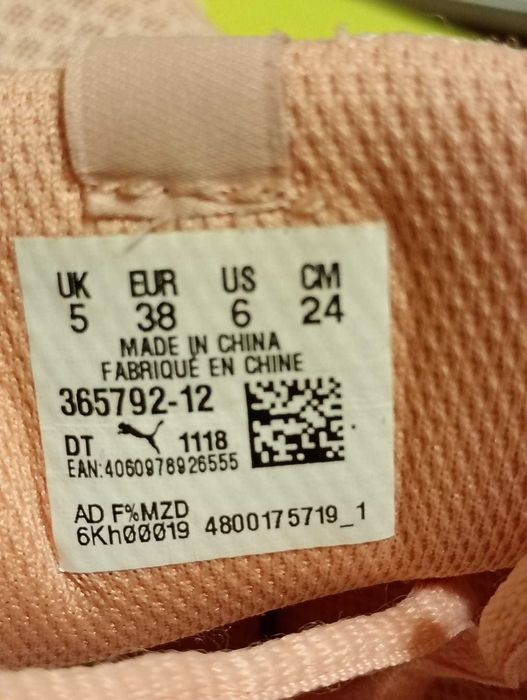 UK EUR US CM
5 38 6 24
MADE IN CHINA
FABRIQUÉ EN CHINE
365792-12
DT 1118
EAN:4060978926555
AD F%MZD
6Kh00019 4800175719_1